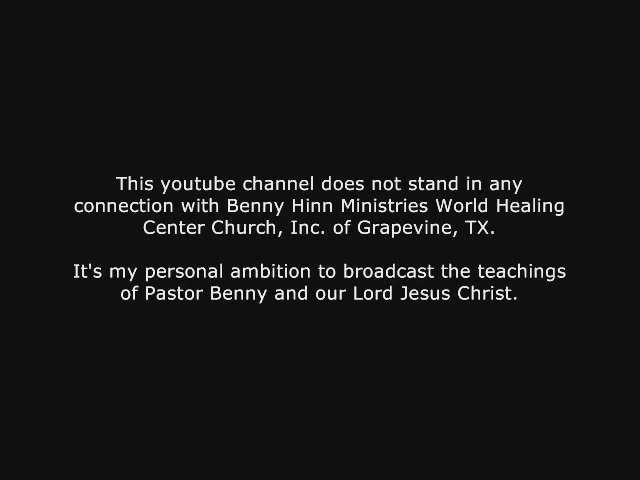 This youtube channel does not stand in any
connection with Benny Hinn Ministries World Healing
Center Church, Inc. of Grapevine, TX.
It's my personal ambition to broadcast the teachings
of Pastor Benny and our Lord Jesus Christ.